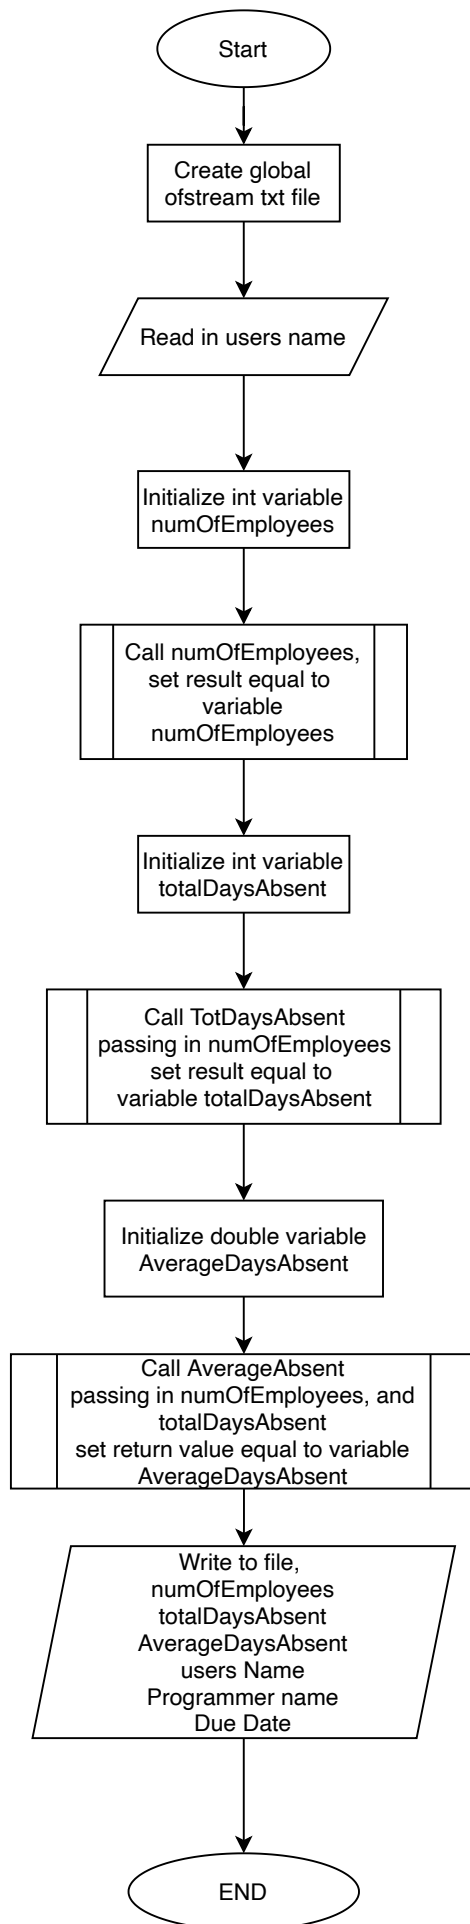 Start
Create global
ofstream txt file
Read in users name
Initialize int variable
numOfEmployees
Call numOfEmployees,
set result equal to
variable
numOfEmployees
Initialize int variable
totalDaysAbsent
Call TotDaysAbsent
passing in numOfEmployees
set result equal to
variable totalDaysAbsent
Initialize double variable
AverageDaysAbsent
Call AverageAbsent
passing in numOfEmployees, and
totalDaysAbsent
set return value equal to variable
AverageDaysAbsent
Write to file,
numOfEmployees
totalDaysAbsent
AverageDaysAbsent
users Name
Programmer name
Due Date
END